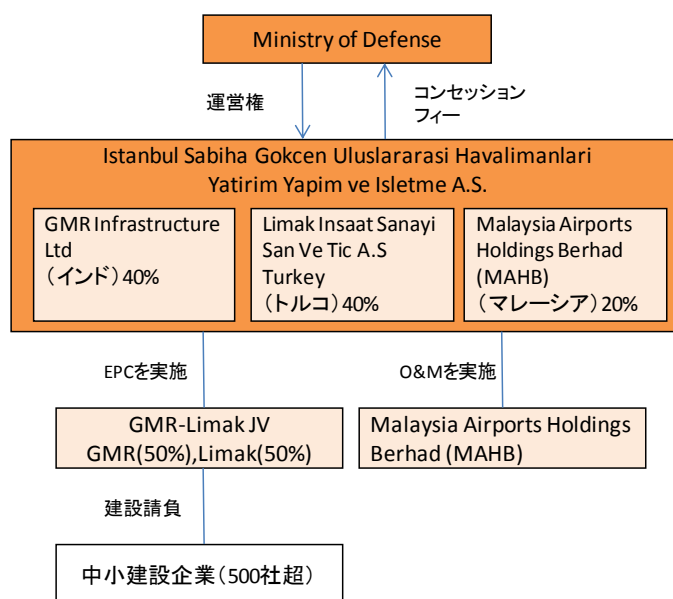 Ministry of Defense
運営権
コンセッション
フィー
Istanbul Sabiha Gokcen Uluslararasi Havalimanlari
Yatirim Yapim ve Isletme A.S.
GMR Infrastructure
Ltd
（インド）40%
Limak Insaat Sanayi
San Ve Tic A.S
Turkey
（トルコ）40%
Malaysia Airports
Holdings Berhad
(MAHB)
（マレーシア）20%
EPCを実施
O&Mを実施
GMR-Limak JV
GMR(50%),Limak(50%)
Malaysia Airports Holdings
Berhad (MAHB)
建設請負
中小建設企業（500社超）